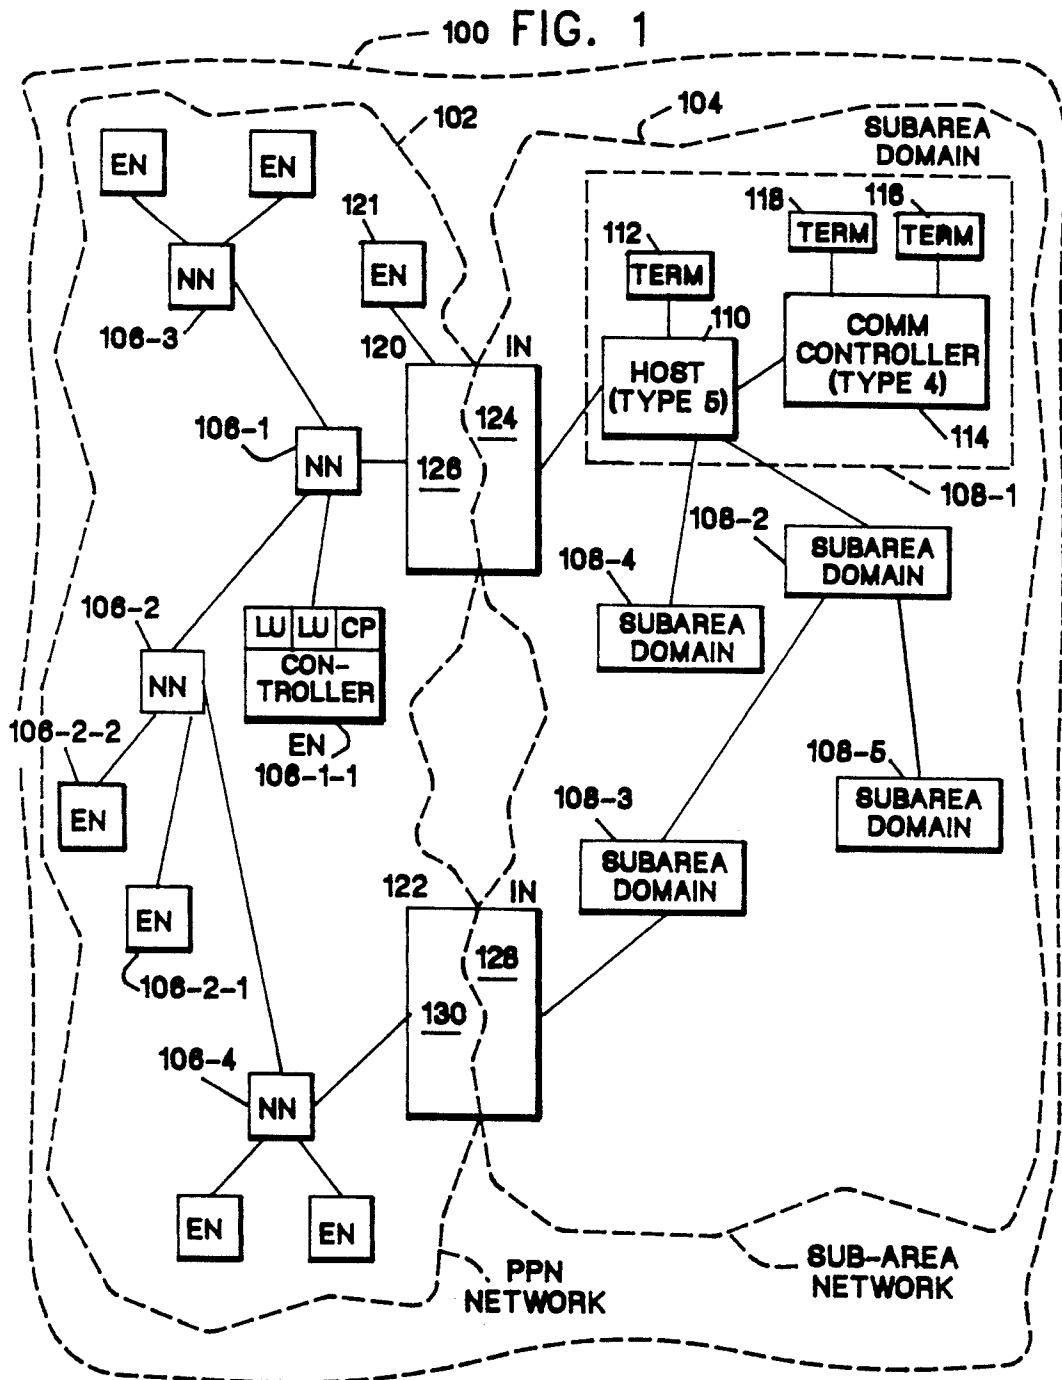 100 FIG. 1
102
104
SUBAREA
DOMAIN
EN
EN
121
118
116
112
TERM
TERM
EN
TERM
NN
110
106-3
120
IN
COMM
CONTROLLER
(TYPE 4)
HOST
(TYPE 5)
124
106-1
114
NN
126
108-1
108-2
108-4
SUBAREA
DOMAIN
106-2
LU LU CP
CON-
TROLLER
SUBAREA
DOMAIN
NN
106-2-2
EN
106-1-1
108-5
108-3
EN
SUBAREA
DOMAIN
SUBAREA
DOMAIN
122
IN
EN
128
106-2-1
130
106-4
NN
EN
EN
PPN
NETWORK
SUB-AREA
NETWORK